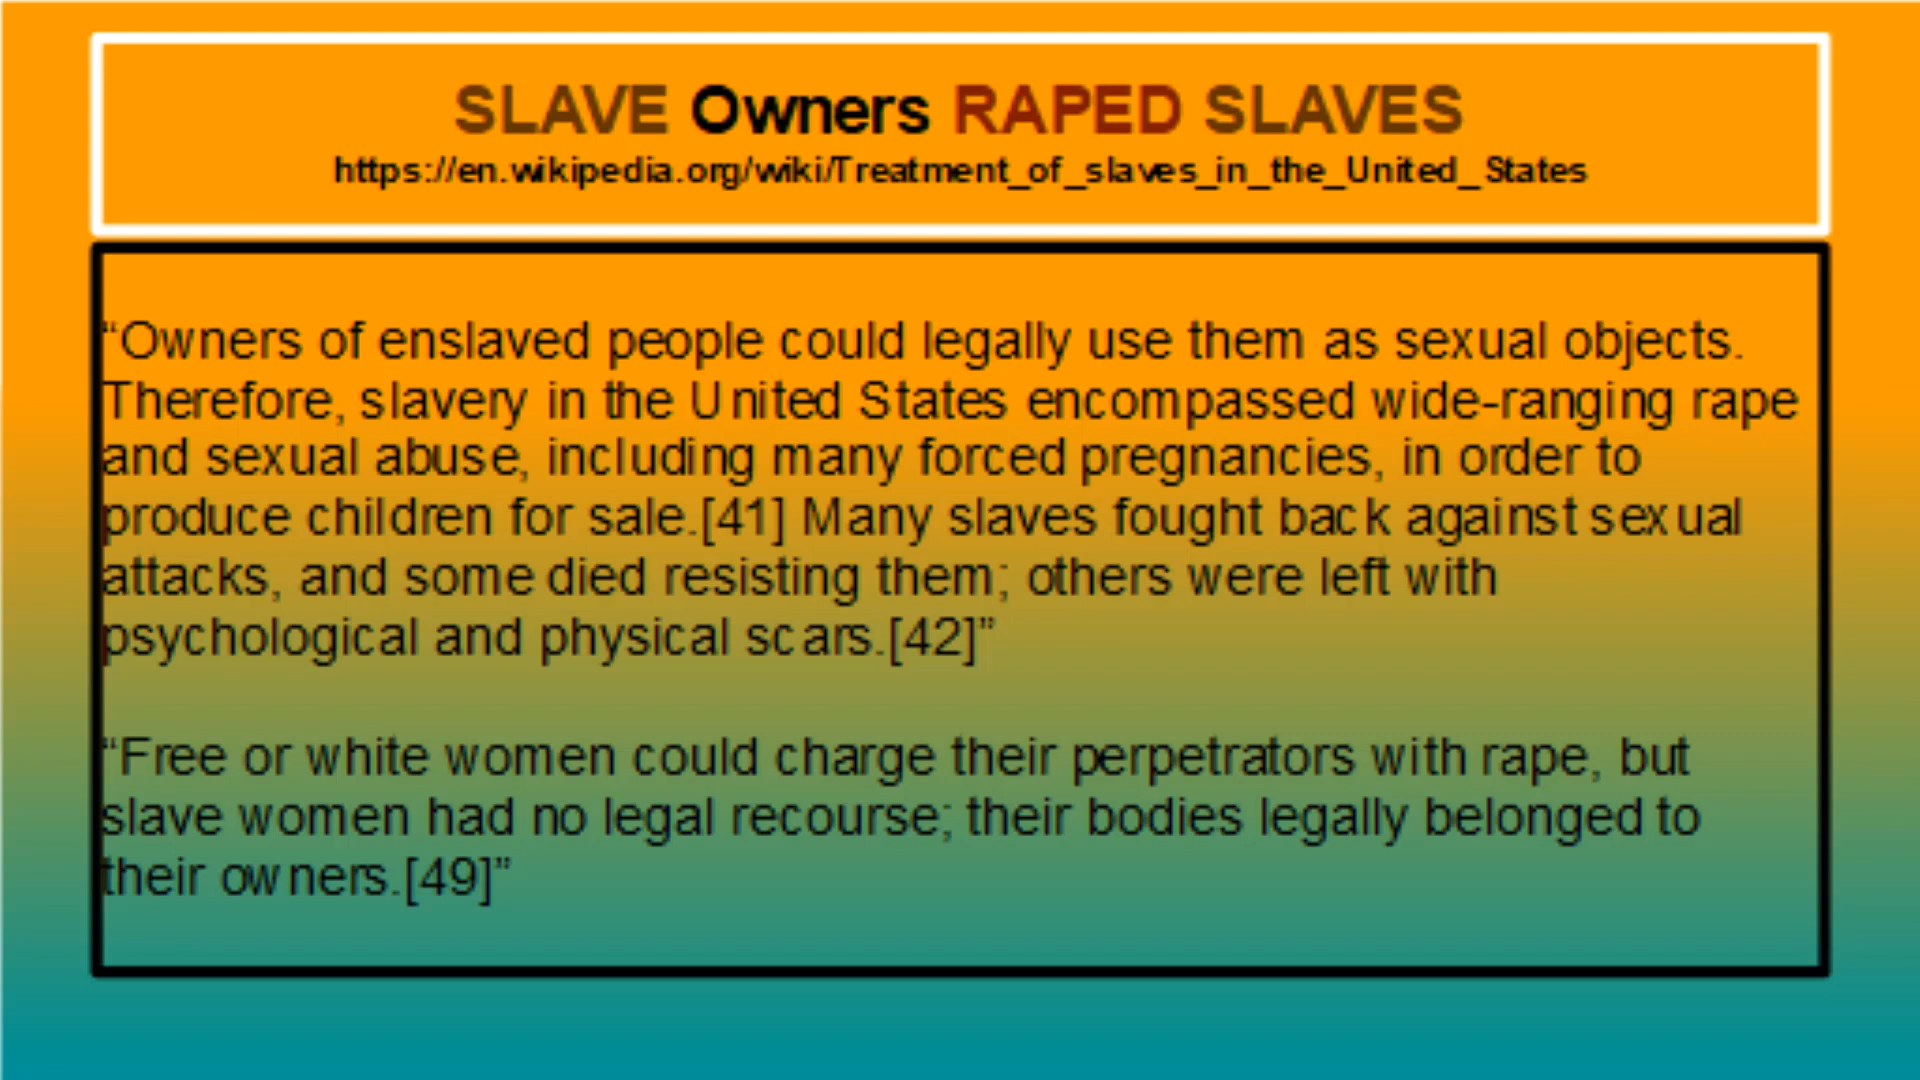 SLAVE Owners RAPED SLAVES
https://en.wikipedia.org/wiki/Treatment_of_slaves_in_the_United_States
“Owners of enslaved people could legally use them as sexual objects.
Therefore, slavery in the United States encompassed wide-ranging rape
and sexual abuse, including many forced pregnancies, in order to
produce children for sale.[41] Many slaves fought back against sexual
attacks, and some died resisting them; others were left with
psychological and physical scars.[42]”
“Free or white women could charge their perpetrators with rape, but
slave women had no legal recourse; their bodies legally belonged to
their owners.[49]”